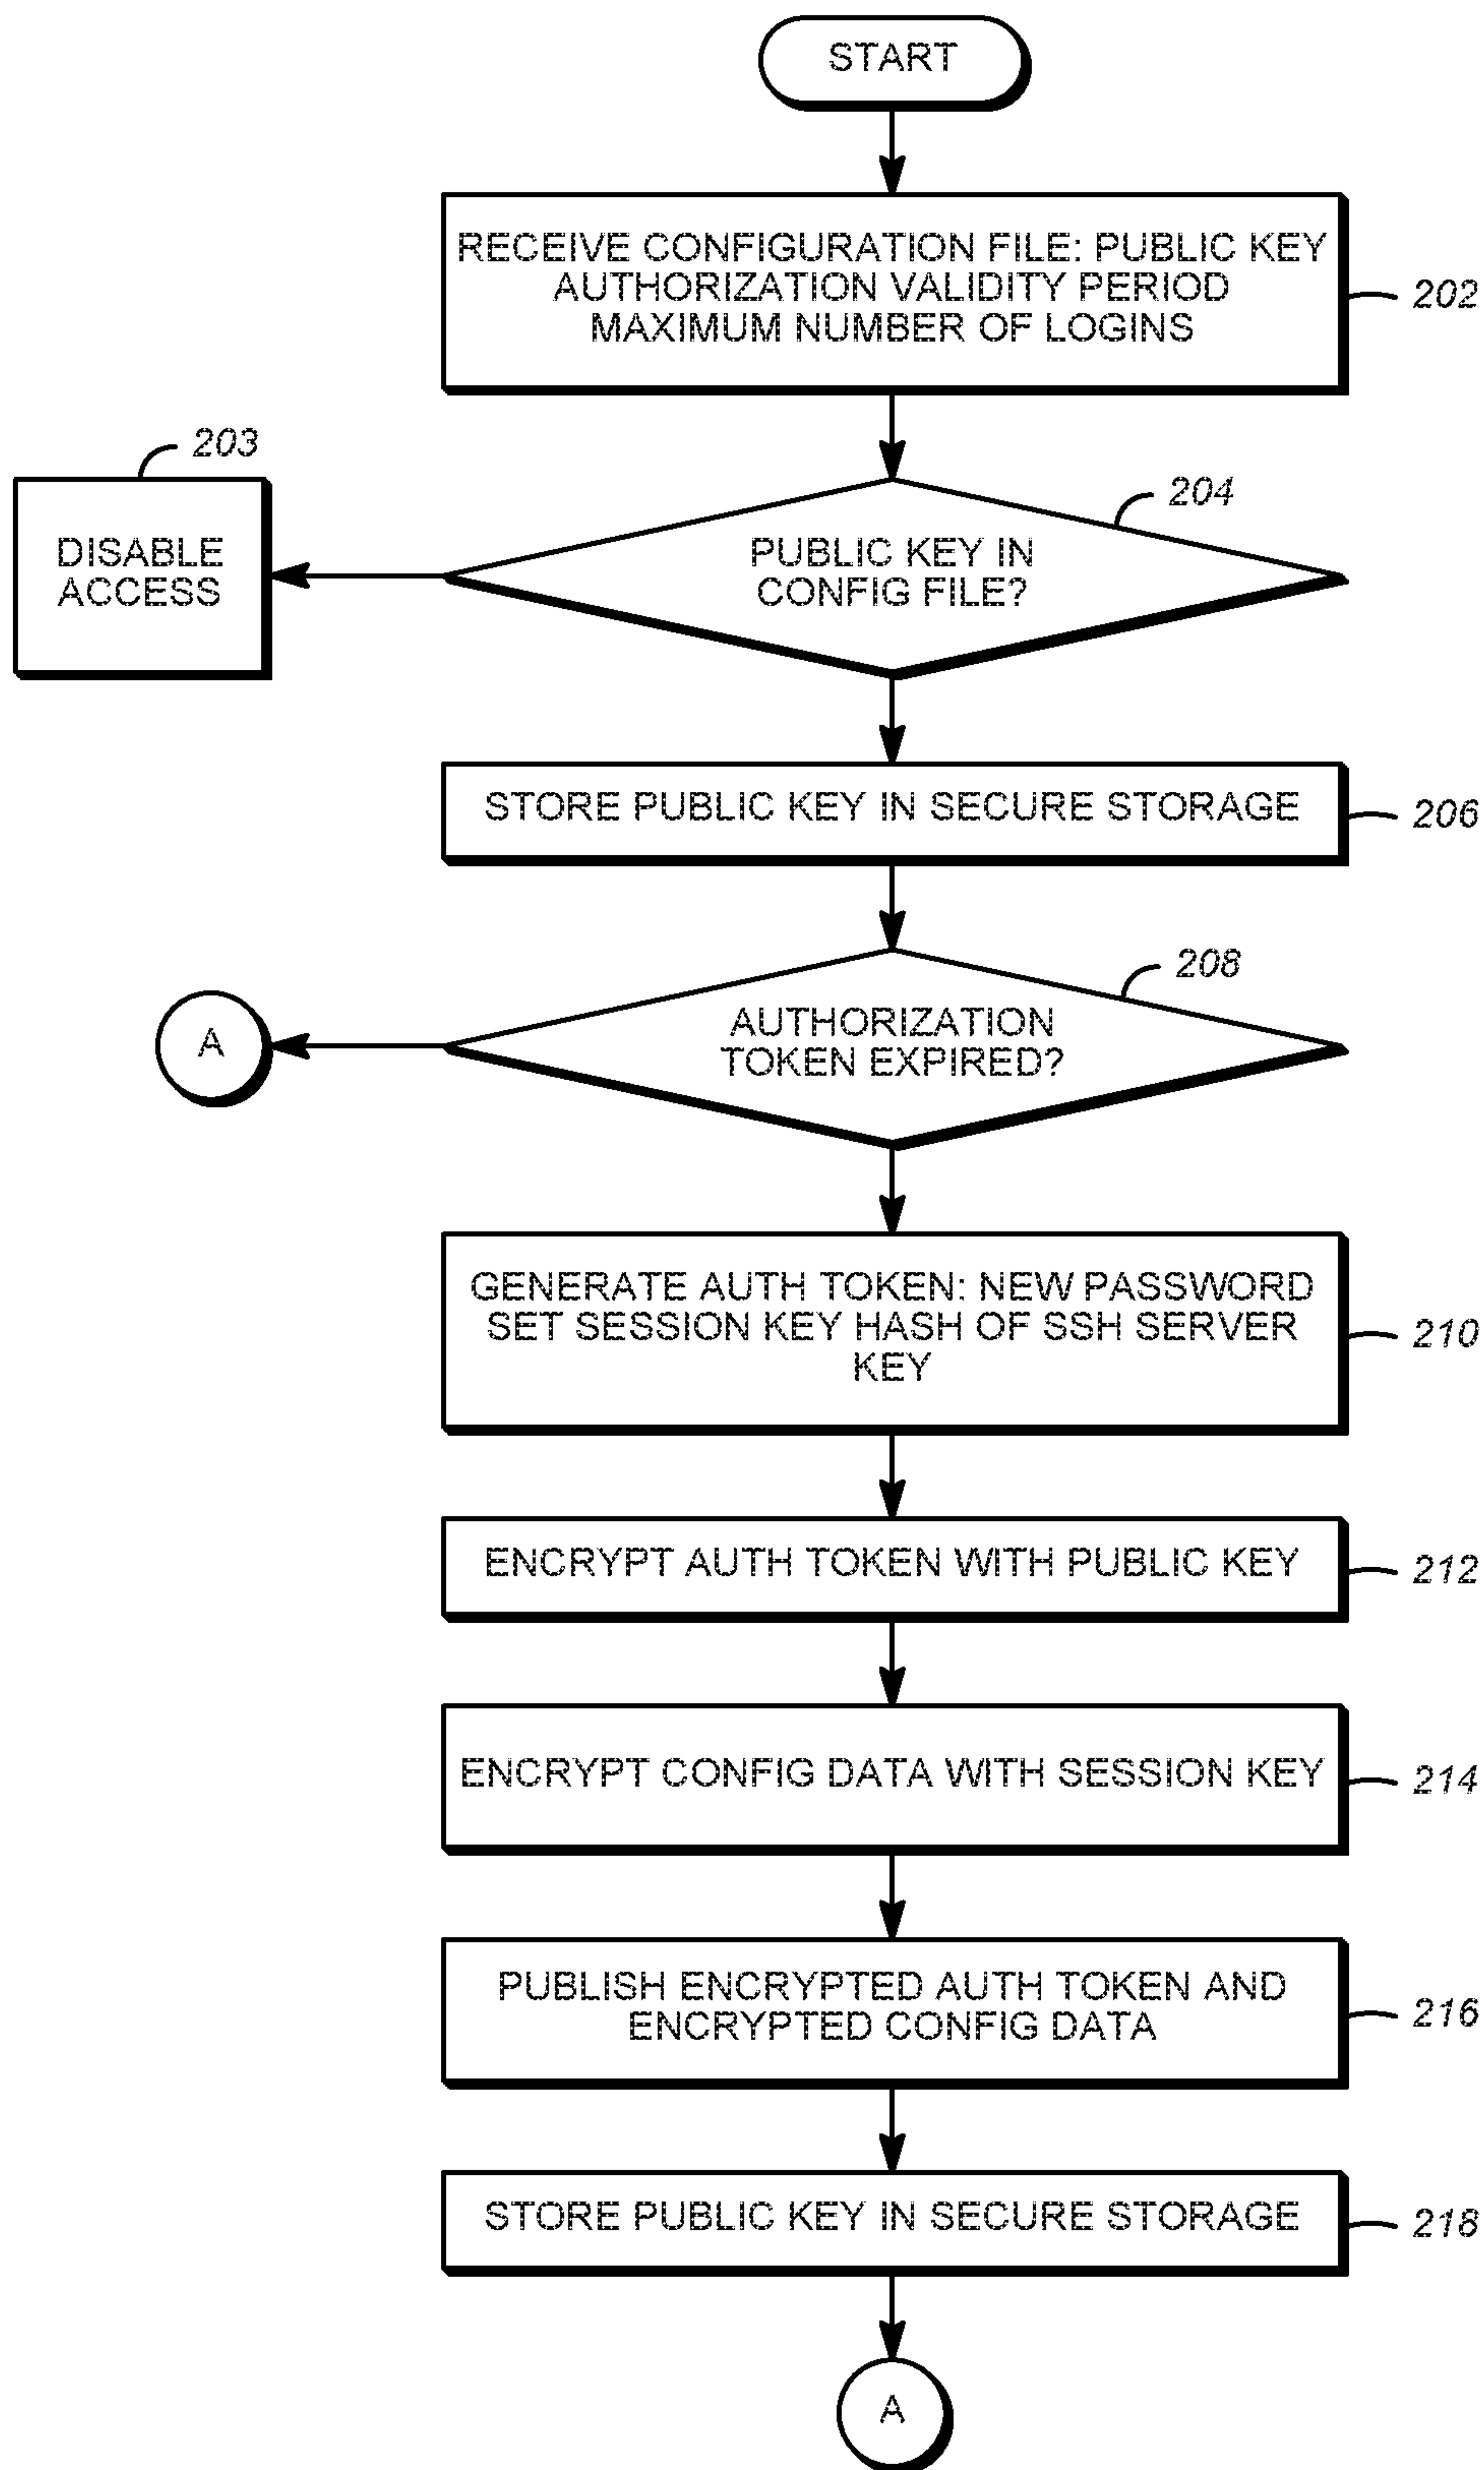 START
RECEIVE CONFIGURATION FILE: PUBLIC KEY
AUTHORIZATION VALIDITY PERIOD
MAXIMUM NUMBER OF LOGINS
202
203
DISABLE
ACCESS
204
PUBLIC KEY IN
CONFIG FILE?
STORE PUBLIC KEY IN SECURE STORAGE
206
208
AUTHORIZATION
TOKEN EXPIRED?
A
GENERATE AUTH TOKEN: NEW PASSWORD
SET SESSION KEY HASH OF SSH SERVER
KEY
210
ENCRYPT AUTH TOKEN WITH PUBLIC KEY
212
ENCRYPT CONFIG DATA WITH SESSION KEY
214
PUBLISH ENCRYPTED AUTH TOKEN AND
ENCRYPTED CONFIG DATA
216
STORE PUBLIC KEY IN SECURE STORAGE
218
A